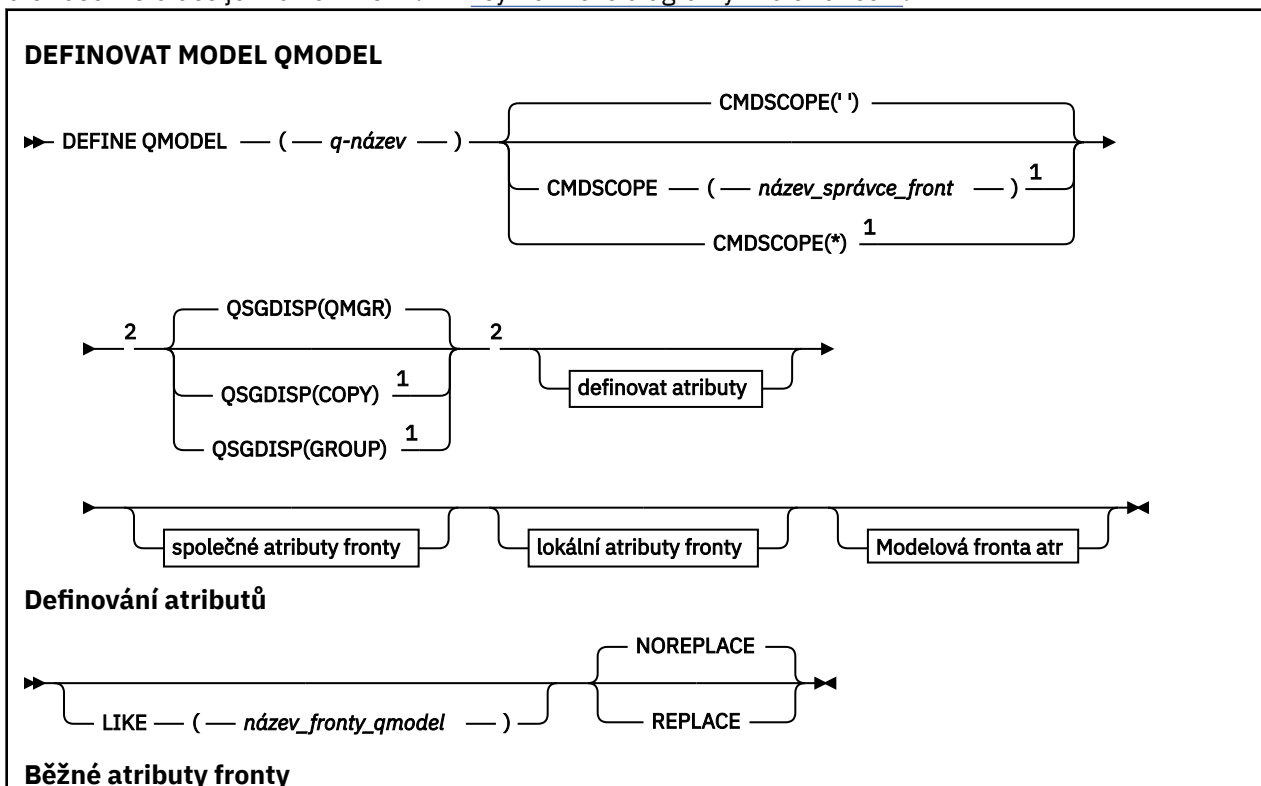 DEFINOVAT MODEL QMODEL
CMDSCOPE(' ')
DEFINE QMODEL ( q-název )
CMDSCOPE ( název_správce_front ) 1
CMDSCOPE(*) 1
QSGDISP(QMGR)
2 2
QSGDISP(COPY) 1
definovat atributy
QSGDISP(GROUP) 1
společné atributy fronty lokální atributy fronty Modelová fronta atr
Definování atributů
NOREPLACE
LIKE ( název_fronty_qmodel ) REPLACE
Běžné atributy fronty